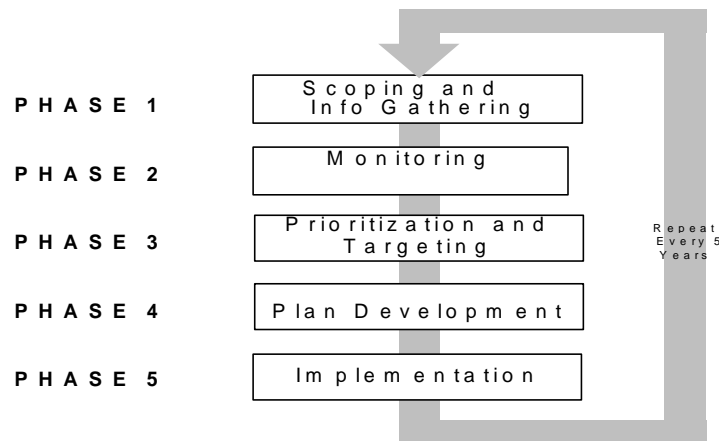 PHASE 1
Scoping and
Info Gathering
PHASE 2
Monitoring
PHASE 3
Prioritization and
Targeting
Repeat
Every 5
Years
PHASE 4
Plan Development
PHASE 5
Implementation